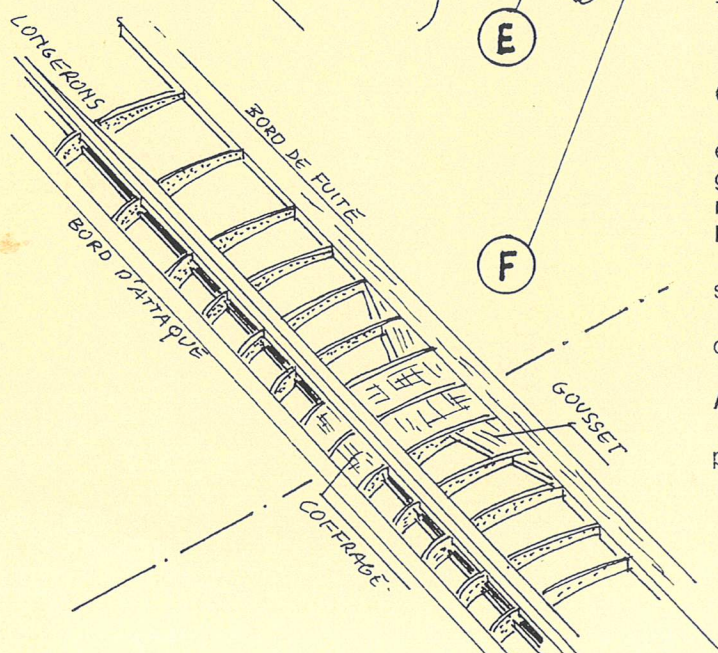 E
LONGERONS
BORD DE FUITE
F
BORD D'ATTAQUE
GOUSSET
COFFRAGE.